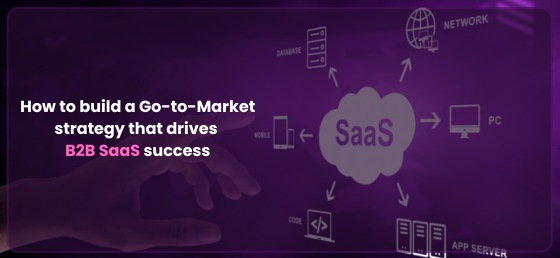 How to build a Go-to-Market
strategy that drives
B2B SaaS success
DATABASE
NETWORK
MOBILE
SaaS
PC
CODE
APP SERVER